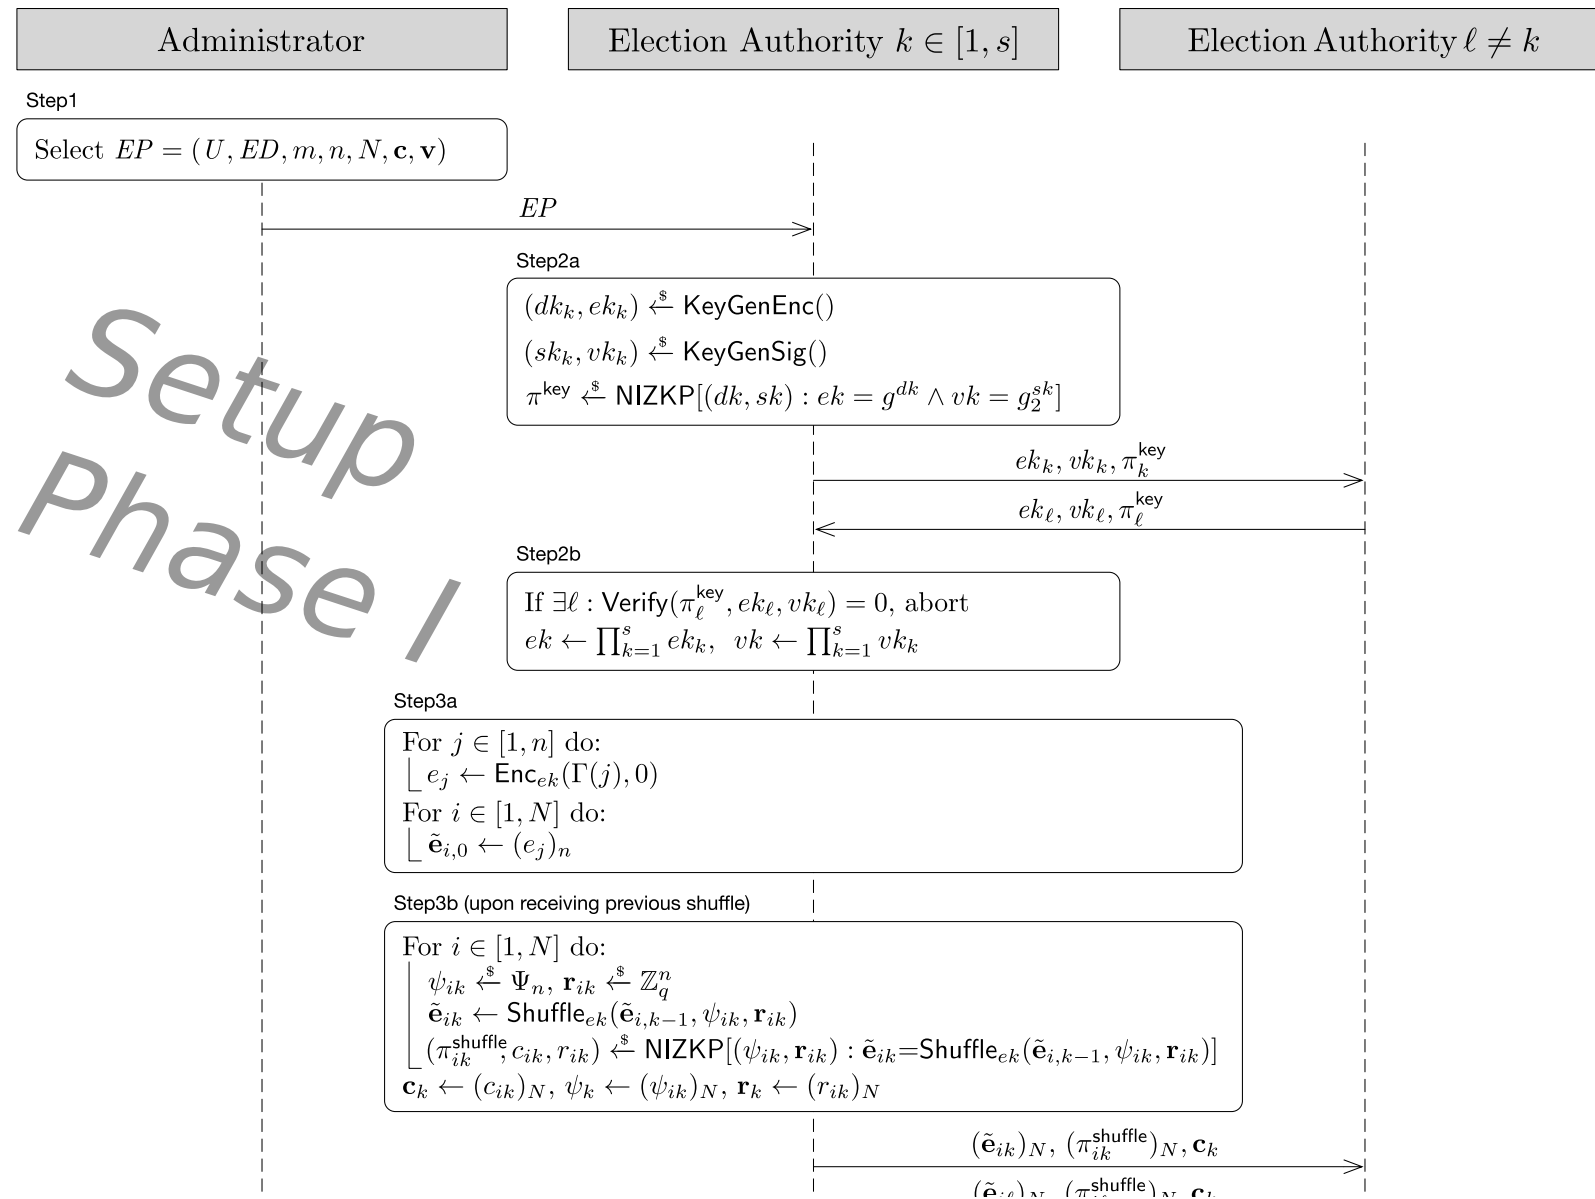 Administrator
Election Authority k ∈ [1, s]
Election Authority ℓ ≠ k
Step1
Select EP = (U, ED, m, n, N, 𝐜, 𝐯)
EP
Step2a
(dk_k, ek_k) ←$ KeyGenEnc()
(sk_k, vk_k) ←$ KeyGenSig()
π^key ←$ NIZKP[(dk, sk) : ek = g^dk ∧ vk = g_2^sk]
Setup
Phase I
ek_k, vk_k, π_k^key
ek_ℓ, vk_ℓ, π_ℓ^key
Step2b
If ∃ℓ : Verify(π_ℓ^key, ek_ℓ, vk_ℓ) = 0, abort
ek ← ∏_{k=1}^s ek_k, vk ← ∏_{k=1}^s vk_k
Step3a
For j ∈ [1, n] do:
e_j ← Enc_ek(Γ(j), 0)
For i ∈ [1, N] do:
𝐞̃_{i,0} ← (e_j)_n
Step3b (upon receiving previous shuffle)
For i ∈ [1, N] do:
ψ_ik ←$ Ψ_n, 𝐫_ik ←$ ℤ_q^n
𝐞̃_ik ← Shuffle_ek(𝐞̃_{i,k−1}, ψ_ik, 𝐫_ik)
(π_ik^shuffle, c_ik, r_ik) ←$ NIZKP[(ψ_ik, 𝐫_ik) : 𝐞̃_ik=Shuffle_ek(𝐞̃_{i,k−1}, ψ_ik, 𝐫_ik)]
𝐜_k ← (c_ik)_N, ψ_k ← (ψ_ik)_N, 𝐫_k ← (r_ik)_N
(𝐞̃_ik)_N, (π_ik^shuffle)_N, 𝐜_k